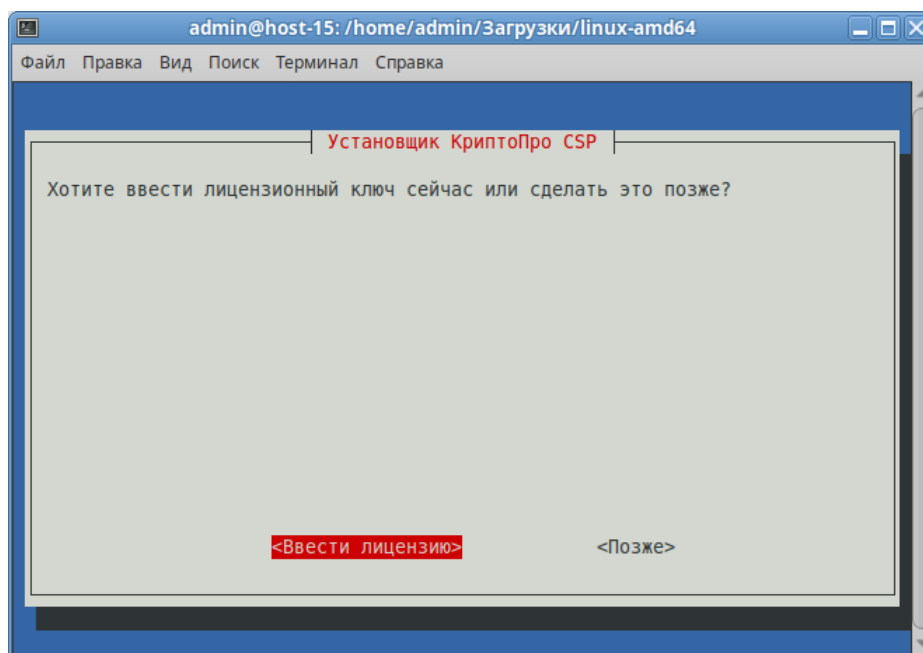 admin@host-15: /home/admin/Загрузки/linux-amd64
Файл Правка Вид Поиск Терминал Справка
Установщик КриптоПро CSP
Хотите ввести лицензионный ключ сейчас или сделать это позже?
<Ввести лицензию> <Позже>